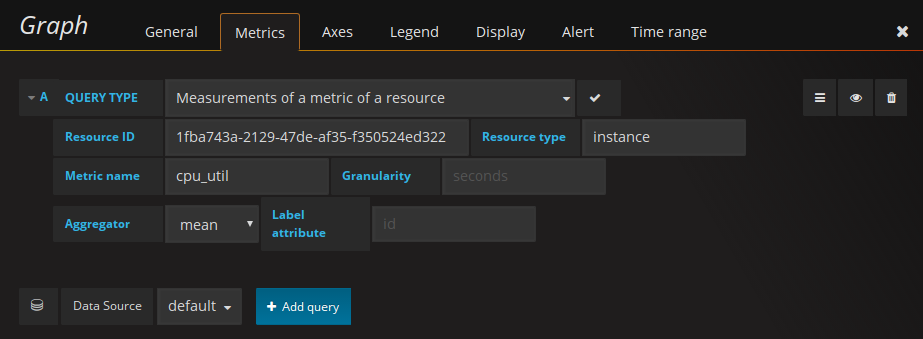 Graph General Metrics Axes Legend Display Alert Time range
A QUERY TYPE Measurements of a metric of a resource
Resource ID 1fba743a-2129-47de-af35-f350524ed322 Resource type instance
Metric name cpu_util Granularity seconds
Aggregator mean Label attribute id
Data Source default Add query